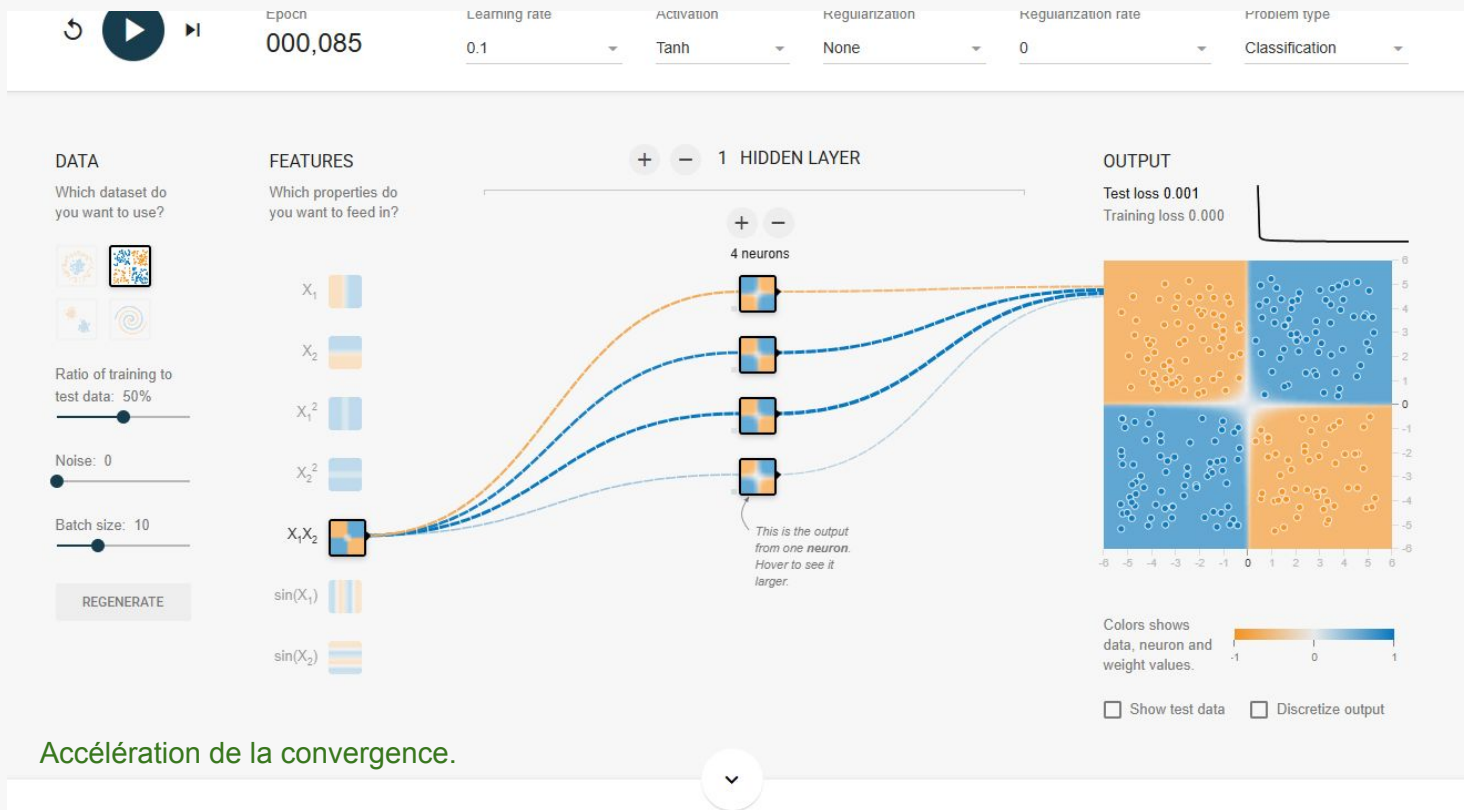 Epoch
000,085
Learning rate
0.1
Activation
Tanh
Regularization
None
Regularization rate
0
Problem type
Classification
DATA
Which dataset do
you want to use?
Ratio of training to
test data: 50%
Noise: 0
Batch size: 10
REGENERATE
FEATURES
Which properties do
you want to feed in?
X1
X2
X1²
X2²
X1X2
sin(X1)
sin(X2)
+ − 1 HIDDEN LAYER
+ −
4 neurons
This is the output
from one neuron.
Hover to see it
larger.
OUTPUT
Test loss 0.001
Training loss 0.000
6
5
4
3
2
1
0
-1
-2
-3
-4
-5
-6
-6 -5 -4 -3 -2 -1 0 1 2 3 4 5 6
Colors shows
data, neuron and
weight values.
-1 0 1
Show test data
Discretize output
Accélération de la convergence.